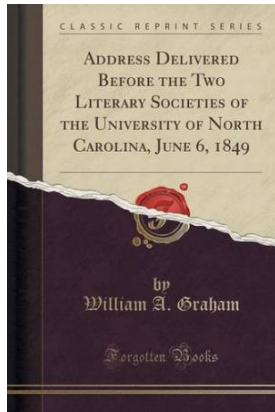 CLASSIC REPRINT SERIES
ADDRESS DELIVERED
BEFORE THE TWO
LITERARY SOCIETIES OF
THE UNIVERSITY OF NORTH
CAROLINA, JUNE 6, 1849
by
William A. Graham
Forgotten Books